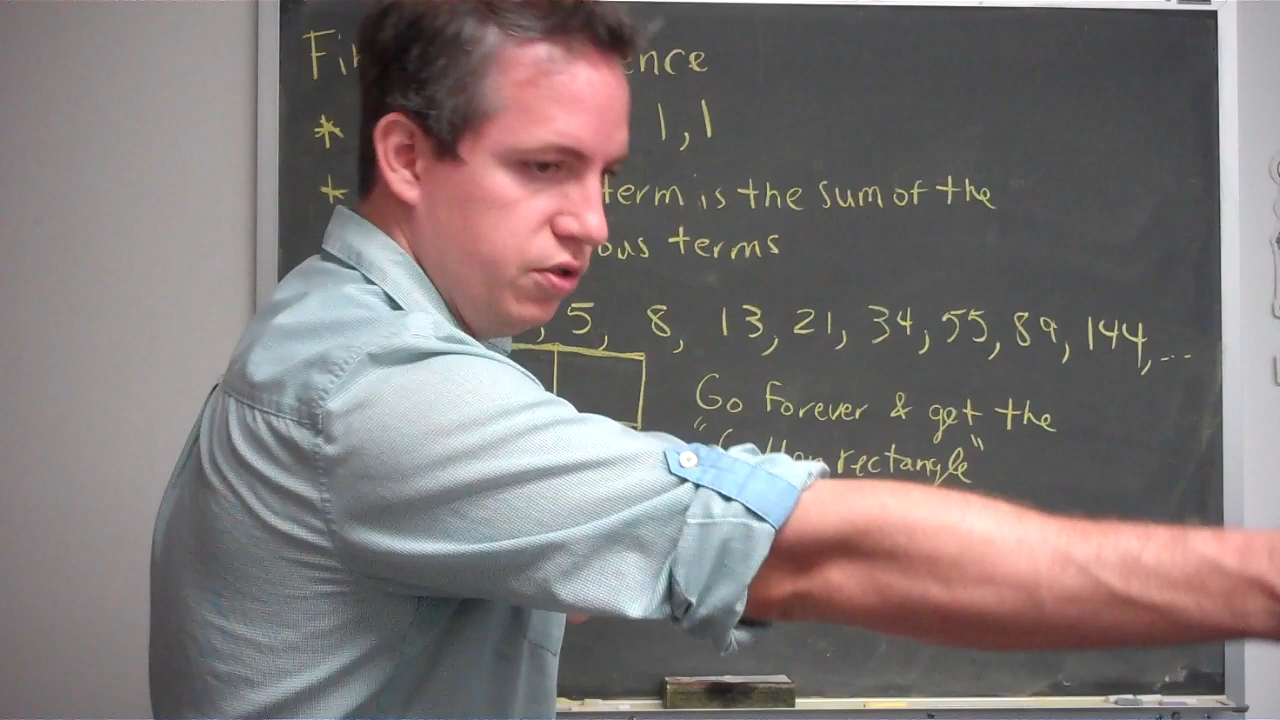 Fi ence
* 1,1
* term is the sum of the
ous terms
, 5, 8, 13, 21, 34, 55, 89, 144,...
Go Forever & get the
rectangle"